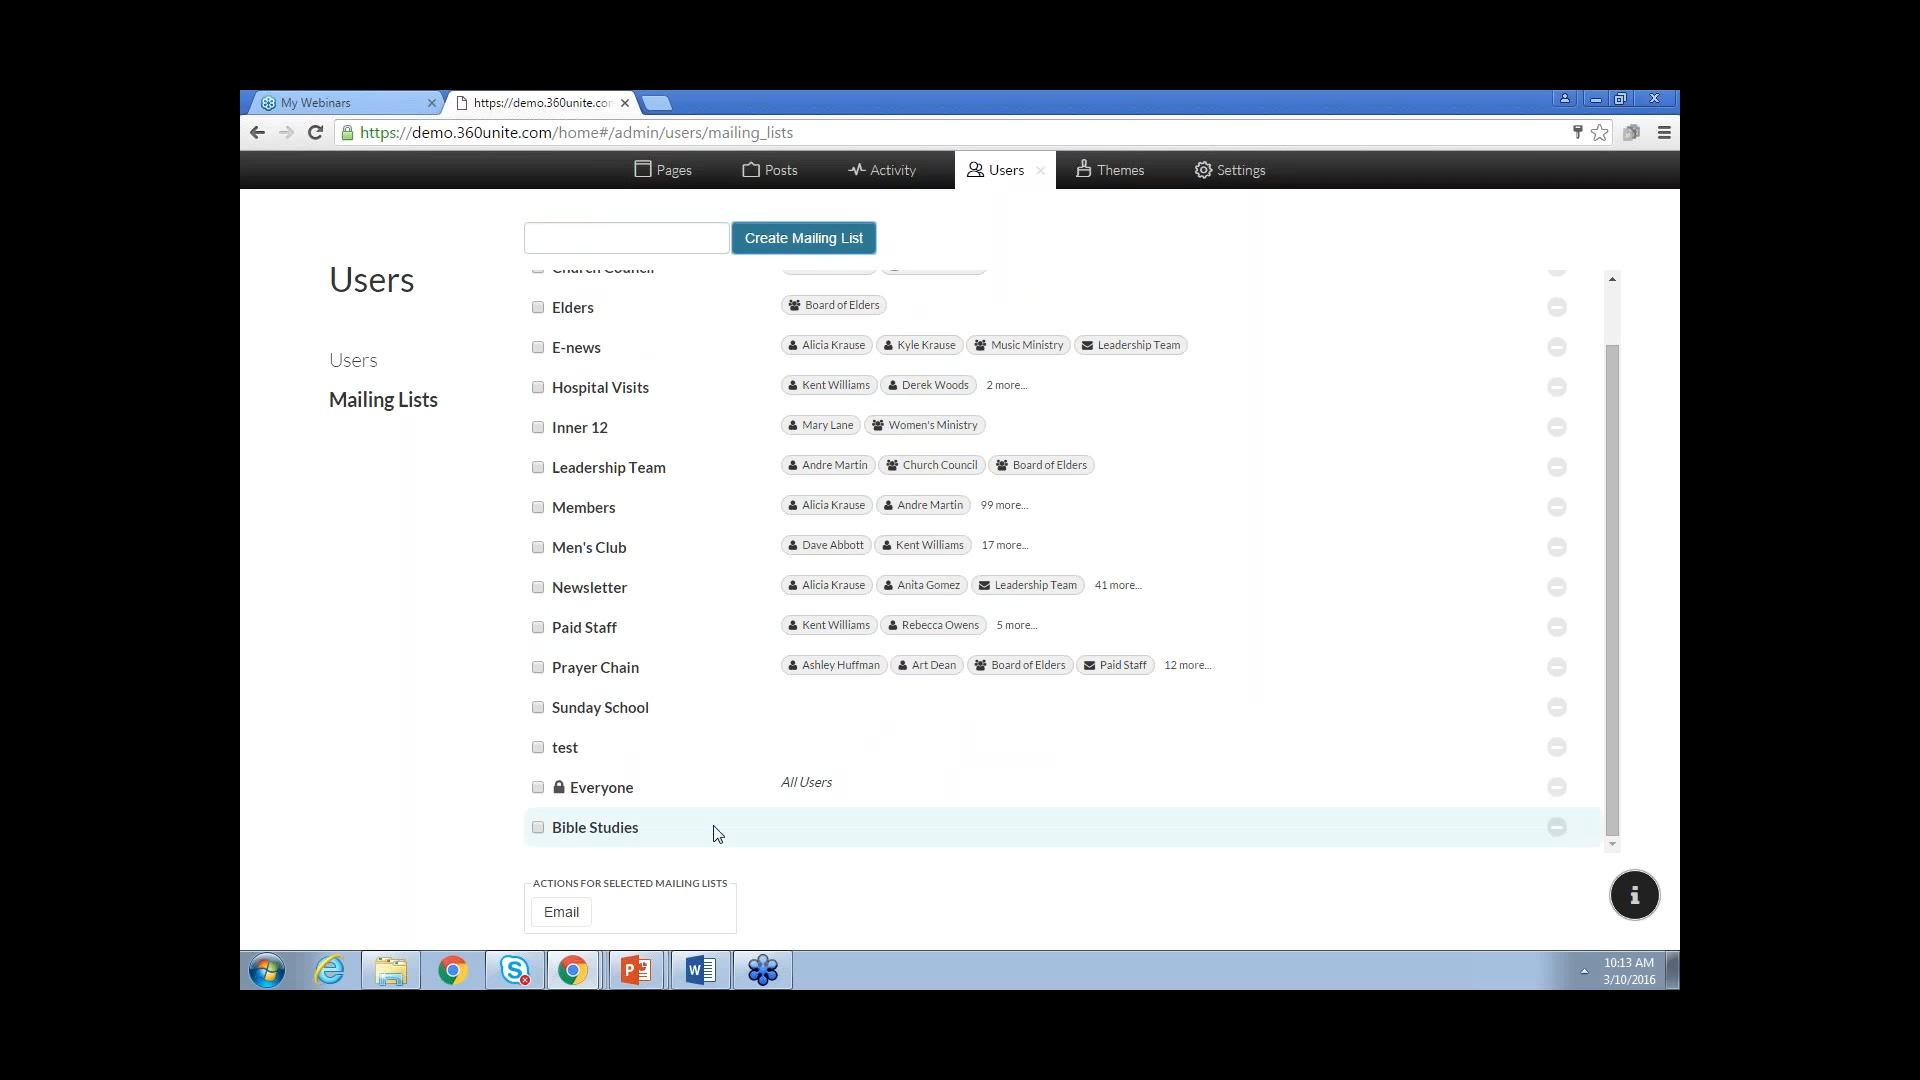 My Webinars
https://demo.360unite.co
https://demo.360unite.com/home#/admin/users/mailing_lists
Pages
Posts
Activity
Users
Themes
Settings
Create Mailing List
Users
Users
Mailing Lists
Church Council
Elders Board of Elders
E-news Alicia Krause Kyle Krause Music Ministry Leadership Team
Hospital Visits Kent Williams Derek Woods 2 more...
Inner 12 Mary Lane Women's Ministry
Leadership Team Andre Martin Church Council Board of Elders
Members Alicia Krause Andre Martin 99 more...
Men's Club Dave Abbott Kent Williams 17 more...
Newsletter Alicia Krause Anita Gomez Leadership Team 41 more...
Paid Staff Kent Williams Rebecca Owens 5 more...
Prayer Chain Ashley Huffman Art Dean Board of Elders Paid Staff 12 more...
Sunday School
test
Everyone All Users
Bible Studies
ACTIONS FOR SELECTED MAILING LISTS
Email
10:13 AM
3/10/2016